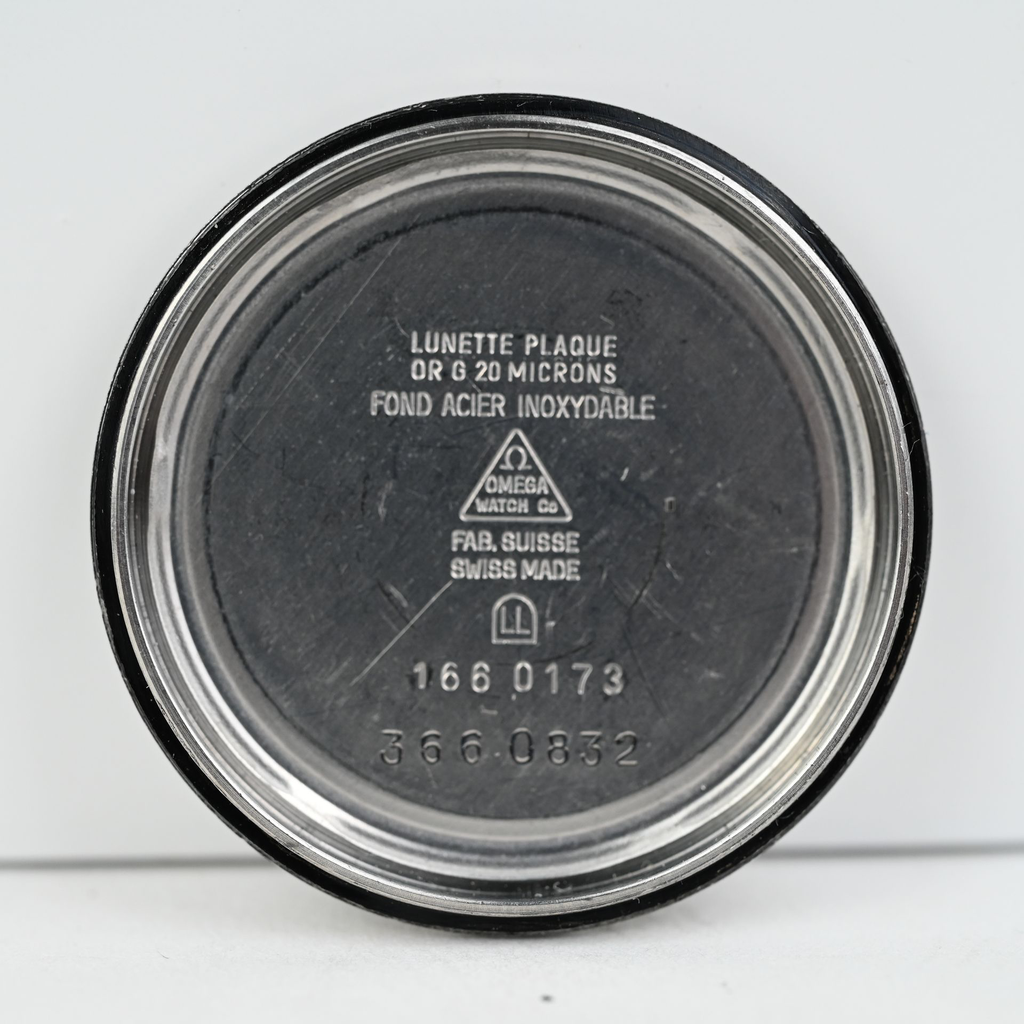 LUNETTE PLAQUE
OR G 20 MICRONS
FOND ACIER INOXYDABLE
Ω
OMEGA
WATCH Co
FAB. SUISSE
SWISS MADE
LL
166 0173
366.0832